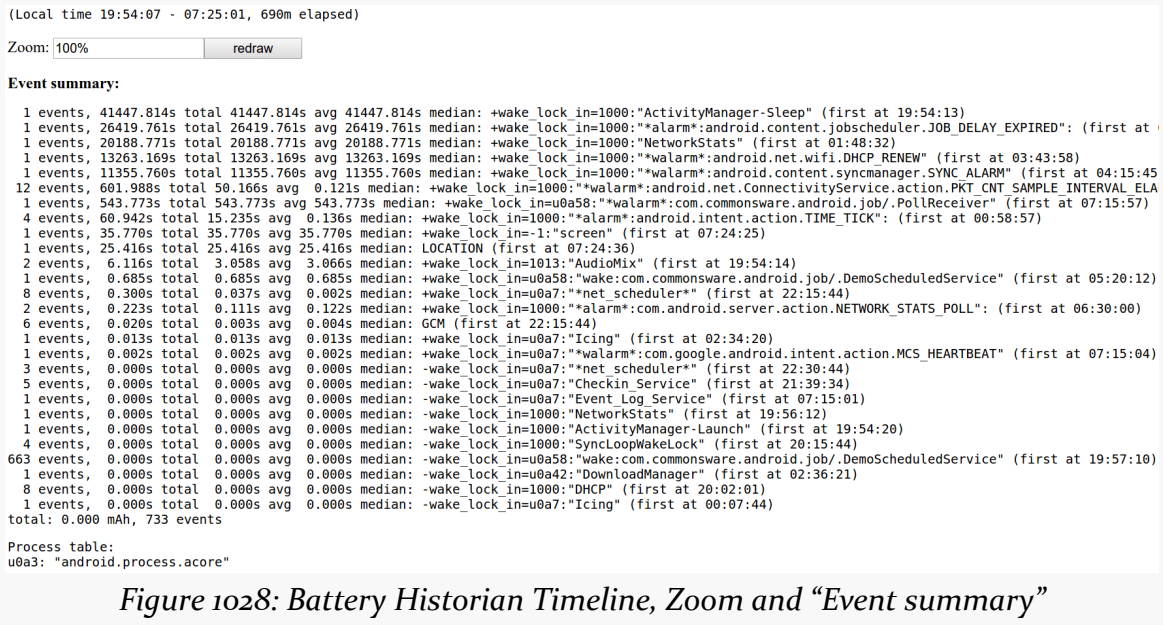 (Local time 19:54:07 - 07:25:01, 690m elapsed)
Zoom: 100% redraw
Event summary:
1 events, 41447.814s total 41447.814s avg 41447.814s median: +wake_lock_in=1000:"ActivityManager-Sleep" (first at 19:54:13)
1 events, 26419.761s total 26419.761s avg 26419.761s median: +wake_lock_in=1000:"*alarm*:android.content.jobscheduler.JOB_DELAY_EXPIRED": (first at
1 events, 20188.771s total 20188.771s avg 20188.771s median: +wake_lock_in=1000:"NetworkStats" (first at 01:48:32)
1 events, 13263.169s total 13263.169s avg 13263.169s median: +wake_lock_in=1000:"*walarm*:android.net.wifi.DHCP_RENEW" (first at 03:43:58)
1 events, 11355.760s total 11355.760s avg 11355.760s median: +wake_lock_in=1000:"*walarm*:android.content.syncmanager.SYNC_ALARM" (first at 04:15:45
12 events, 601.988s total 50.166s avg 0.121s median: +wake_lock_in=1000:"*walarm*:android.net.ConnectivityService.action.PKT_CNT_SAMPLE_INTERVAL_ELA
1 events, 543.773s total 543.773s avg 543.773s median: +wake_lock_in=u0a58:"*walarm*:com.commonsware.android.job/.PollReceiver" (first at 07:15:57)
4 events, 60.942s total 15.235s avg 0.136s median: +wake_lock_in=1000:"*alarm*:android.intent.action.TIME_TICK": (first at 00:58:57)
1 events, 35.770s total 35.770s avg 35.770s median: +wake_lock_in=-1:"screen" (first at 07:24:25)
1 events, 25.416s total 25.416s avg 25.416s median: LOCATION (first at 07:24:36)
2 events, 6.116s total 3.058s avg 3.066s median: +wake_lock_in=1013:"AudioMix" (first at 19:54:14)
1 events, 0.685s total 0.685s avg 0.685s median: +wake_lock_in=u0a58:"wake:com.commonsware.android.job/.DemoScheduledService" (first at 05:20:12)
8 events, 0.300s total 0.037s avg 0.002s median: +wake_lock_in=u0a7:"*net_scheduler*" (first at 22:15:44)
2 events, 0.223s total 0.111s avg 0.122s median: +wake_lock_in=1000:"*alarm*:com.android.server.action.NETWORK_STATS_POLL": (first at 06:30:00)
6 events, 0.020s total 0.003s avg 0.004s median: GCM (first at 22:15:44)
1 events, 0.013s total 0.013s avg 0.013s median: +wake_lock_in=u0a7:"Icing" (first at 02:34:20)
1 events, 0.002s total 0.002s avg 0.002s median: +wake_lock_in=u0a7:"*walarm*:com.google.android.intent.action.MCS_HEARTBEAT" (first at 07:15:04)
3 events, 0.000s total 0.000s avg 0.000s median: -wake_lock_in=u0a7:"*net_scheduler*" (first at 22:30:44)
5 events, 0.000s total 0.000s avg 0.000s median: -wake_lock_in=u0a7:"Checkin_Service" (first at 21:39:34)
1 events, 0.000s total 0.000s avg 0.000s median: -wake_lock_in=u0a7:"Event_Log_Service" (first at 07:15:01)
1 events, 0.000s total 0.000s avg 0.000s median: -wake_lock_in=1000:"NetworkStats" (first at 19:56:12)
1 events, 0.000s total 0.000s avg 0.000s median: -wake_lock_in=1000:"ActivityManager-Launch" (first at 19:54:20)
4 events, 0.000s total 0.000s avg 0.000s median: -wake_lock_in=1000:"SyncLoopWakeLock" (first at 20:15:44)
663 events, 0.000s total 0.000s avg 0.000s median: -wake_lock_in=u0a58:"wake:com.commonsware.android.job/.DemoScheduledService" (first at 19:57:10)
1 events, 0.000s total 0.000s avg 0.000s median: -wake_lock_in=u0a42:"DownloadManager" (first at 02:36:21)
8 events, 0.000s total 0.000s avg 0.000s median: -wake_lock_in=1000:"DHCP" (first at 20:02:01)
1 events, 0.000s total 0.000s avg 0.000s median: -wake_lock_in=u0a7:"Icing" (first at 00:07:44)
total: 0.000 mAh, 733 events
Process table:
u0a3: "android.process.acore"
Figure 1028: Battery Historian Timeline, Zoom and “Event summary”